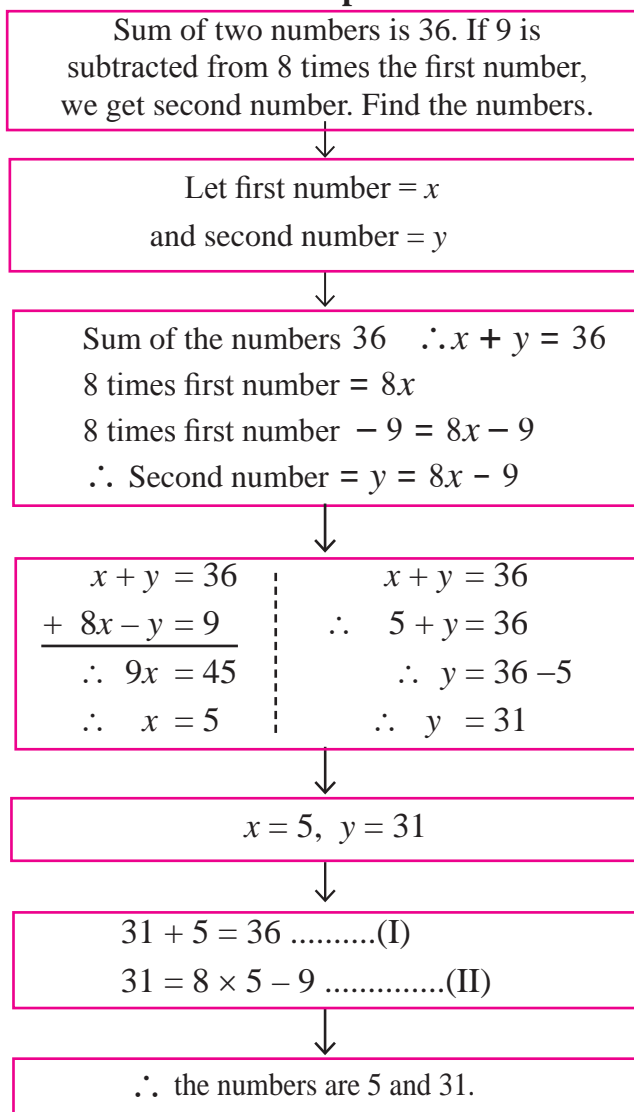 Sum of two numbers is 36. If 9 is
subtracted from 8 times the first number,
we get second number. Find the numbers.
Let first number = x
and second number = y
Sum of the numbers 36 ∴ x + y = 36
8 times first number = 8x
8 times first number − 9 = 8x − 9
∴ Second number = y = 8x − 9
x + y = 36
+ 8x – y = 9
∴ 9x = 45
∴ x = 5
x + y = 36
∴ 5 + y = 36
∴ y = 36 –5
∴ y = 31
x = 5, y = 31
31 + 5 = 36 ..........(I)
31 = 8 × 5 – 9 ..............(II)
∴ the numbers are 5 and 31.